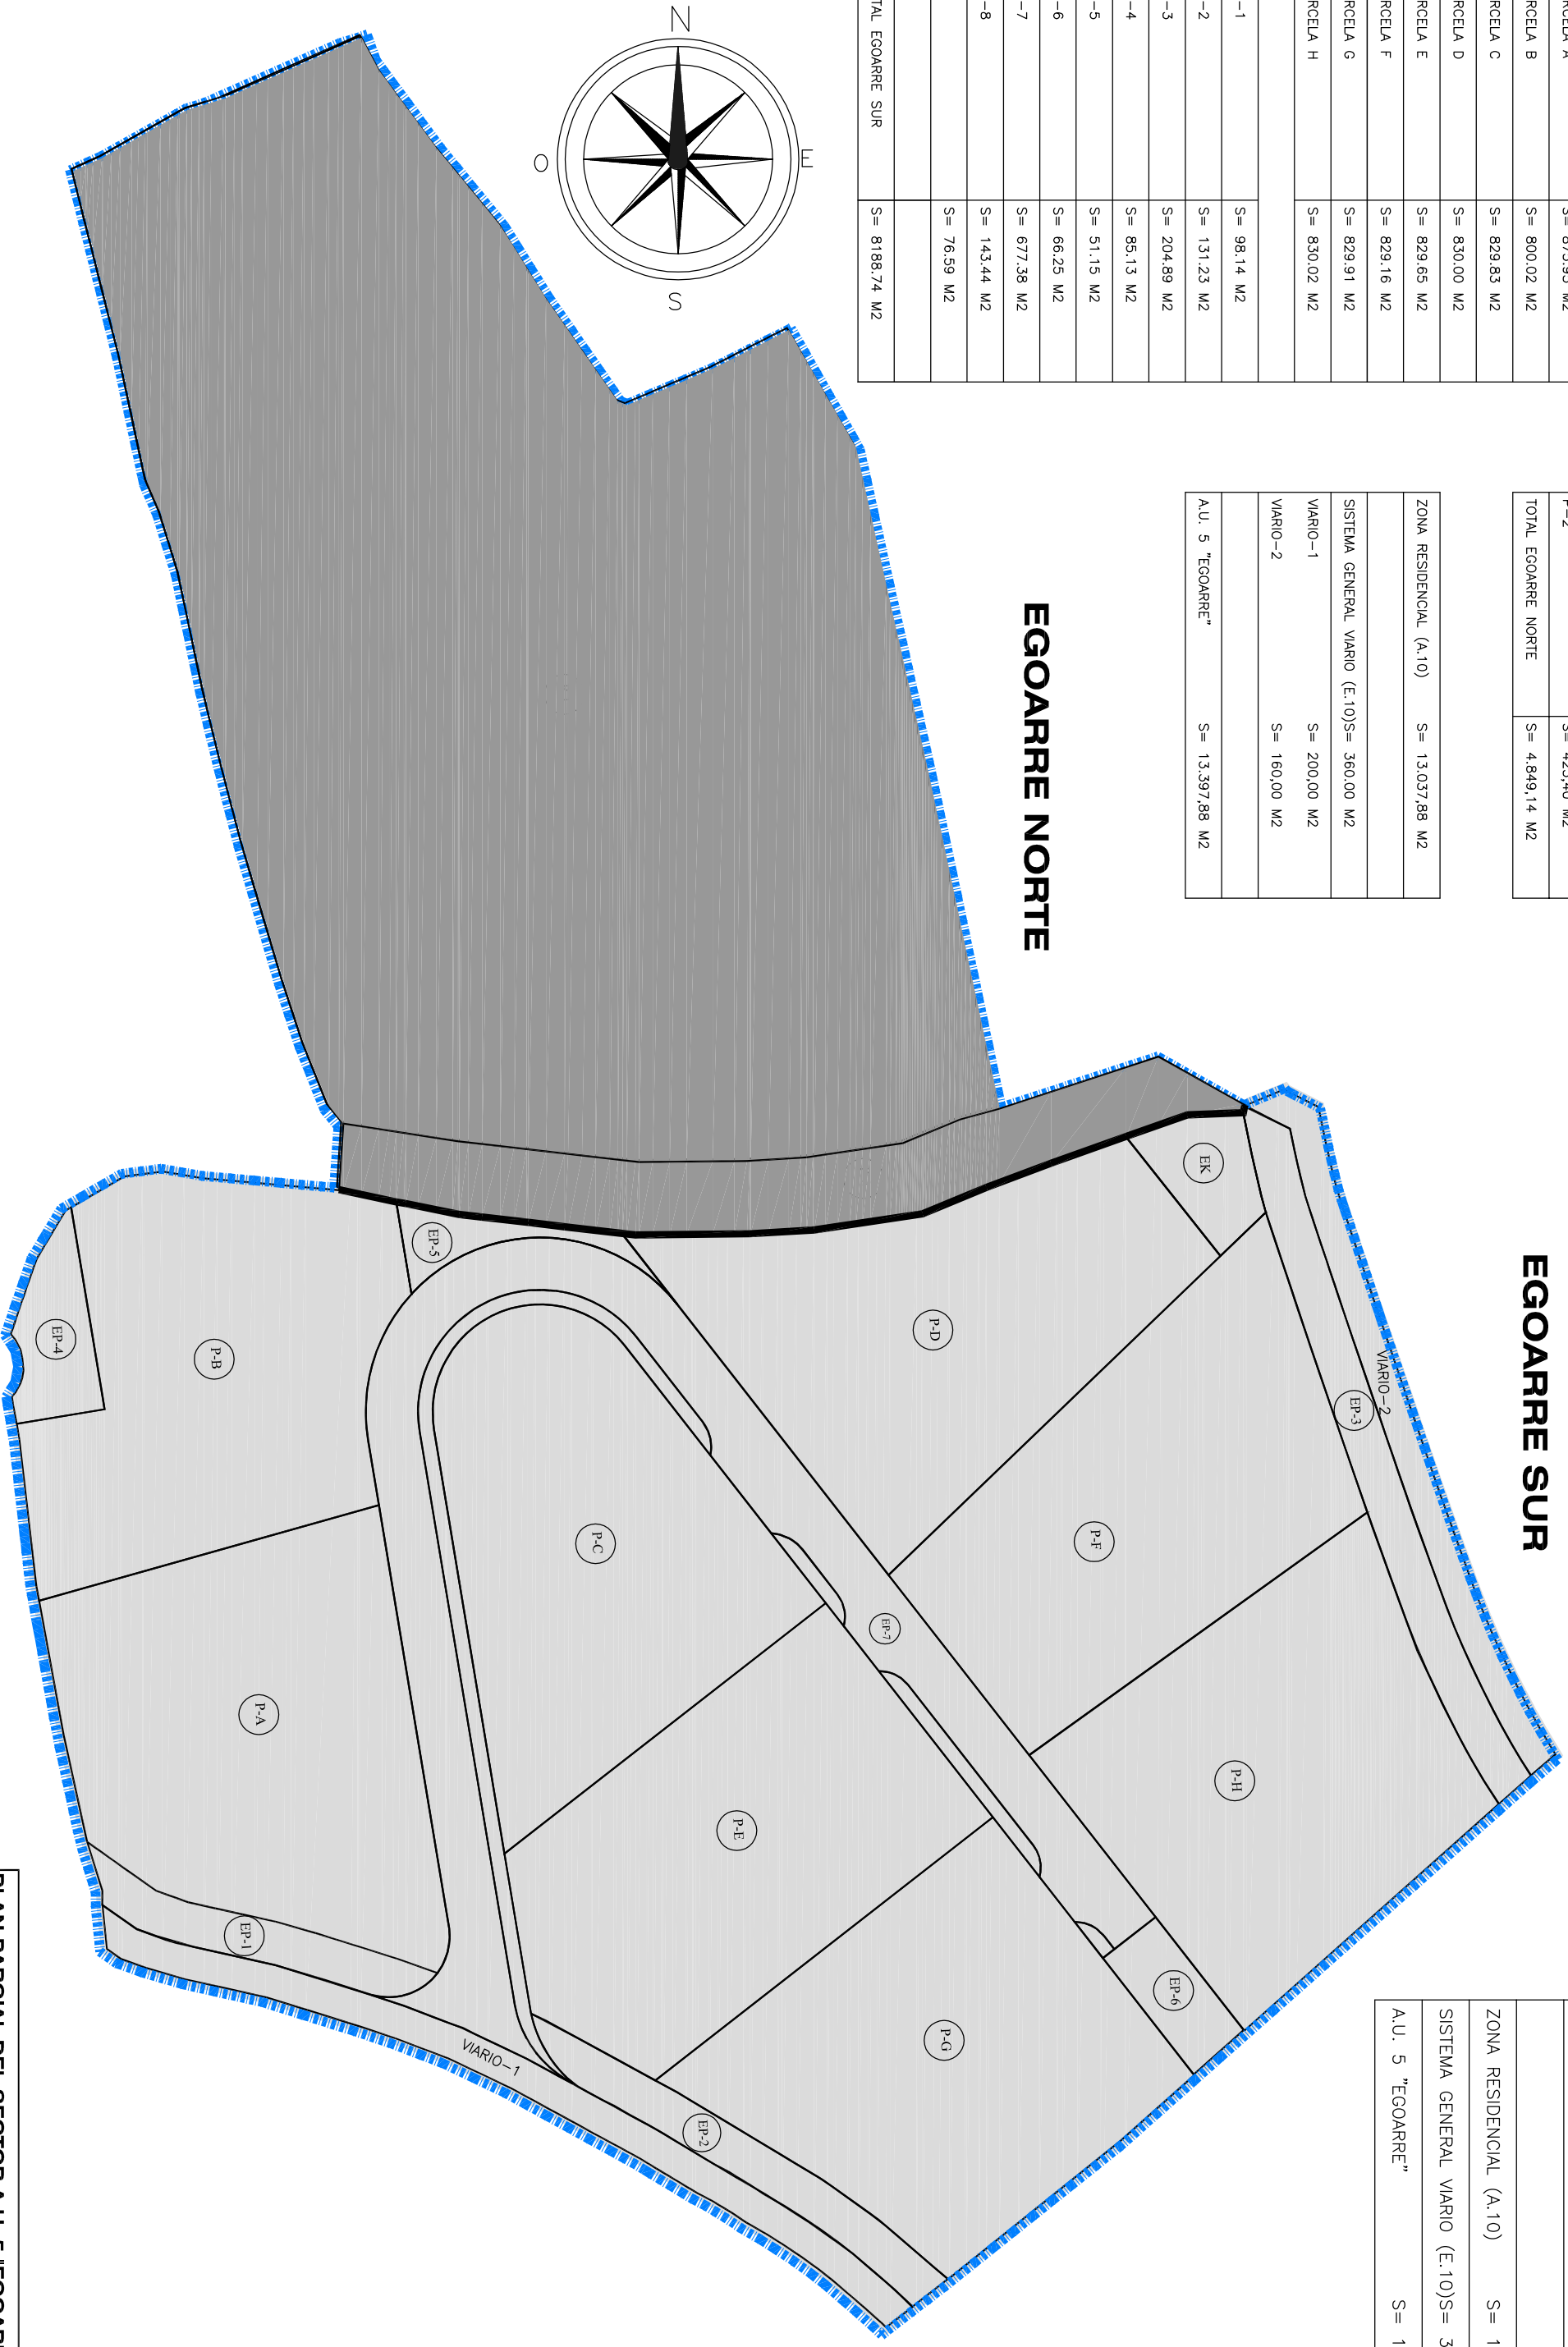 RCELA B S= 800.02 M2
RCELA C S= 829.83 M2
RCELA D S= 830.00 M2
RCELA E S= 829.65 M2
RCELA F S= 829.16 M2
RCELA G S= 829.91 M2
RCELA H S= 830.02 M2
-1 S= 98.14 M2
-2 S= 131.23 M2
-3 S= 204.89 M2
-4 S= 85.13 M2
-5 S= 51.15 M2
-6 S= 66.25 M2
-7 S= 677.38 M2
-8 S= 143.44 M2
S= 76.59 M2
TAL EGOARRE SUR S= 8188.74 M2
TOTAL EGOARRE NORTE S= 4.849,14 M2
ZONA RESIDENCIAL (A.10) S= 13.037,88 M2
SISTEMA GENERAL VIARIO (E.10)S= 360.00 M2
VIARIO-1 S= 200,00 M2
VIARIO-2 S= 160,00 M2
A.U. 5 "EGOARRE" S= 13.397,88 M2
EGOARRE SUR
ZONA RESIDENCIAL (A.10) S= 1
SISTEMA GENERAL VIARIO (E.10)S= 3
A.U. 5 "EGOARRE" S= 1
EGOARRE NORTE
N
E
S
O
VIARIO-2
EP-3
EK
P-H
P-F
EP-6
P-D
P-G
EP-7
P-E
EP-2
P-C
VIARIO-1
EP-5
P-A
EP-1
P-B
EP-4